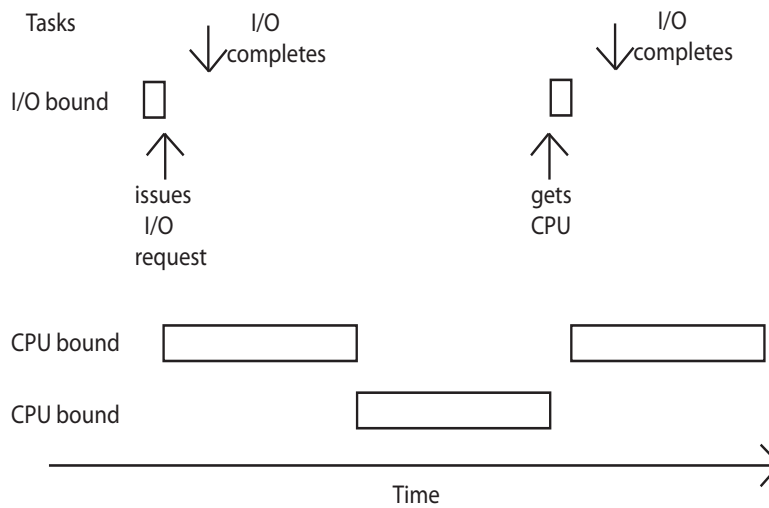 Tasks
I/O
completes
I/O
completes
I/O bound
issues
I/O
request
gets
CPU
CPU bound
CPU bound
Time